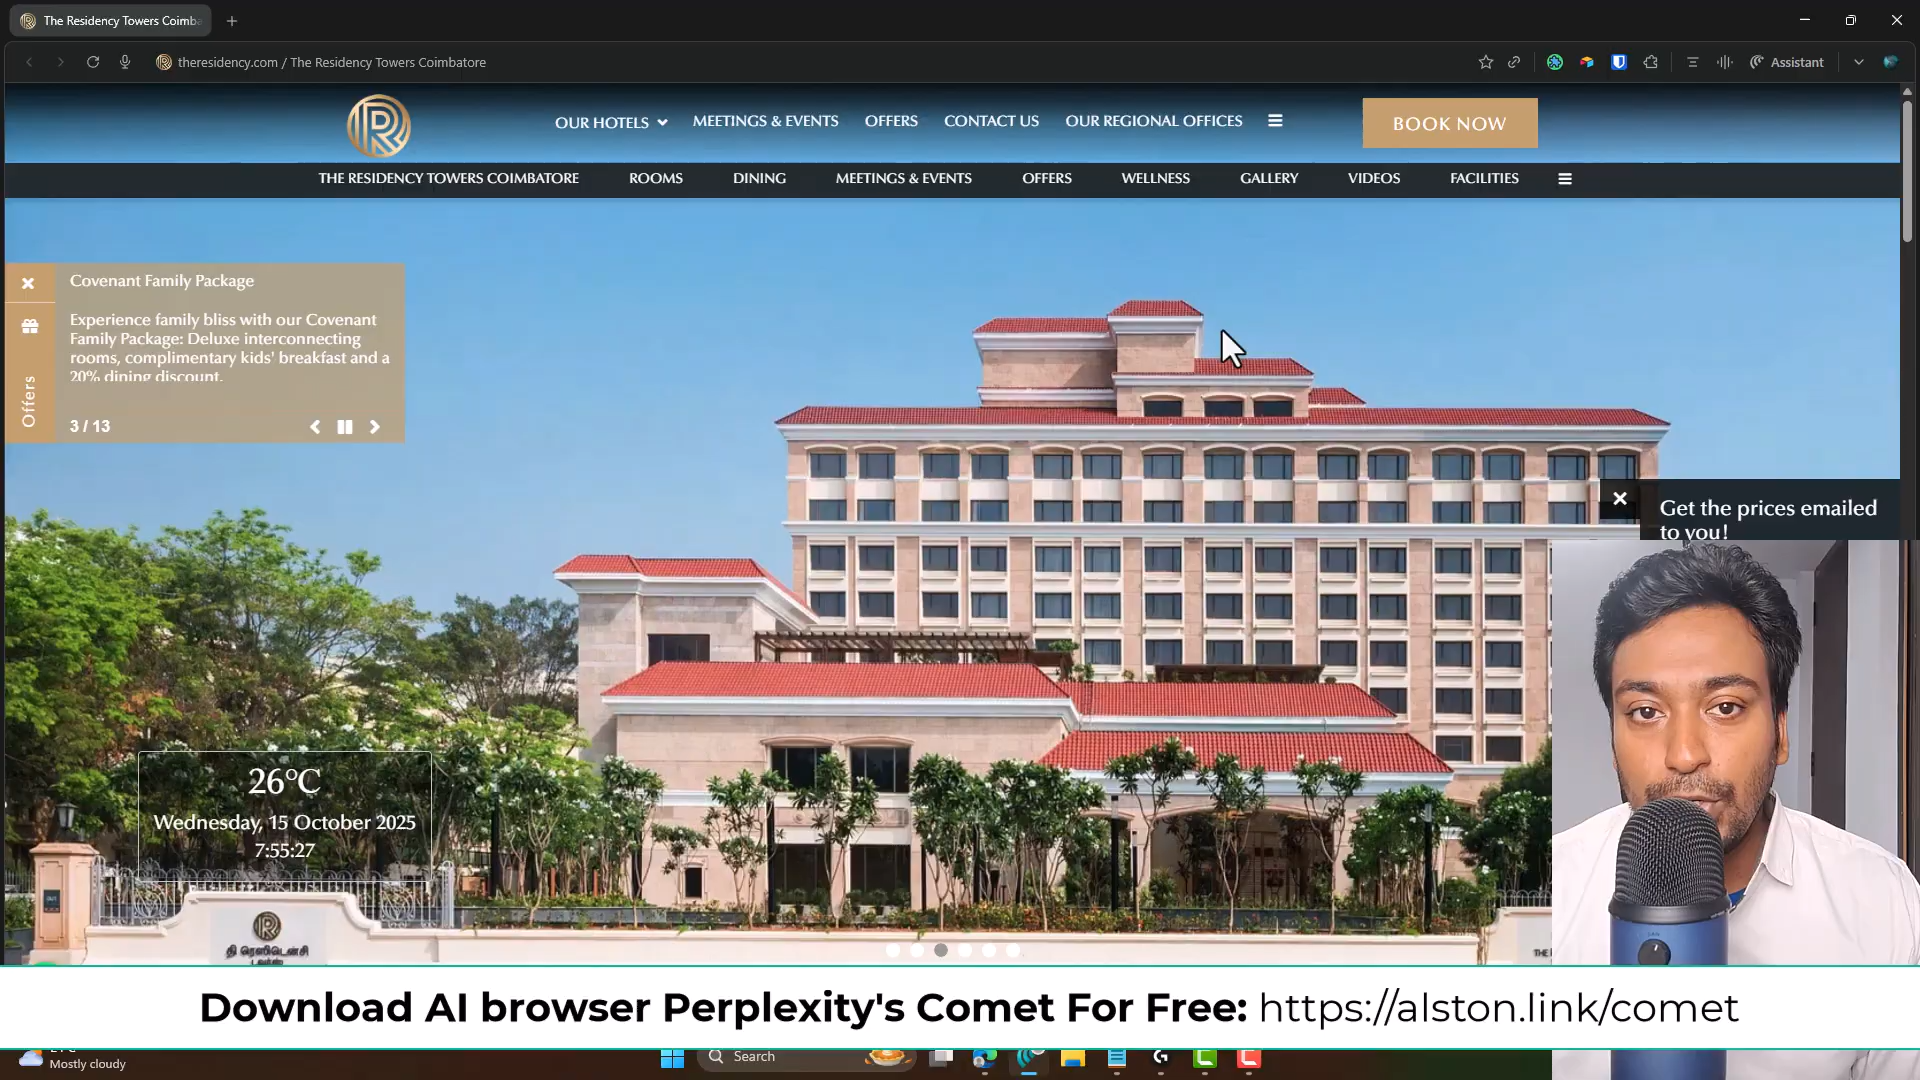 The Residency Towers Coimba
theresidency.com / The Residency Towers Coimbatore
Assistant
OUR HOTELS
MEETINGS & EVENTS
OFFERS
CONTACT US
OUR REGIONAL OFFICES
BOOK NOW
THE RESIDENCY TOWERS COIMBATORE
ROOMS
DINING
MEETINGS & EVENTS
OFFERS
WELLNESS
GALLERY
VIDEOS
FACILITIES
Covenant Family Package
Experience family bliss with our Covenant
Family Package: Deluxe interconnecting
rooms, complimentary kids' breakfast and a
20% dining discount.
Offers
3 / 13
Get the prices emailed
to you!
26°C
Wednesday, 15 October 2025
7:55:27
தி ரெஸிடென்சி
THE
Download AI browser Perplexity's Comet For Free: https://alston.link/comet
Mostly cloudy
Search